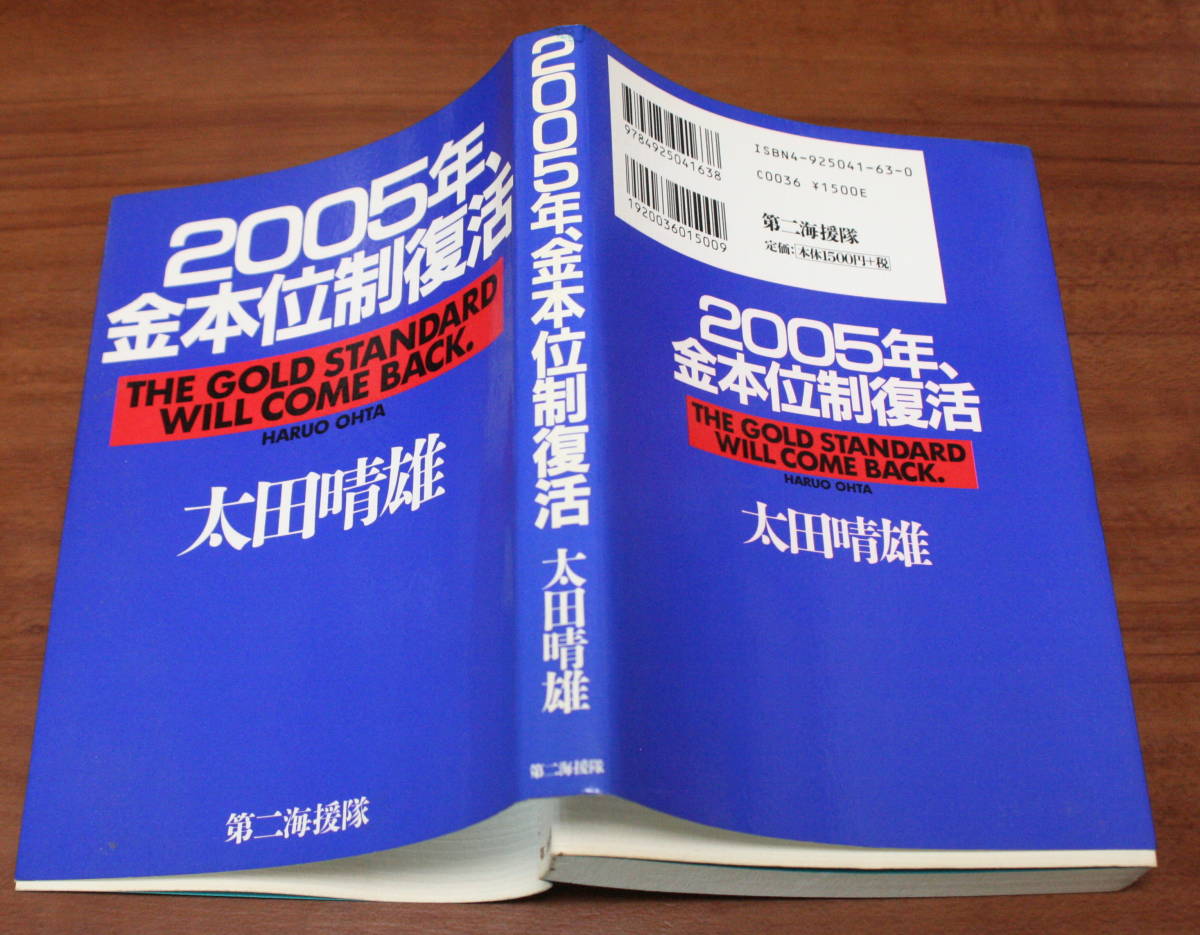 2005年、
金本位制復活
THE GOLD STANDARD
WILL COME BACK.
HARUO OHTA
太田晴雄
第二海援隊
2005年、金本位制復活
太田晴雄
第二海援隊
9784925041638
1920036015009
ISBN4-925041-63-0
C0036 ¥1500E
第二海援隊
定価:本体1500円+税
2005年、
金本位制復活
THE GOLD STANDARD
WILL COME BACK.
HARUO OHTA
太田晴雄